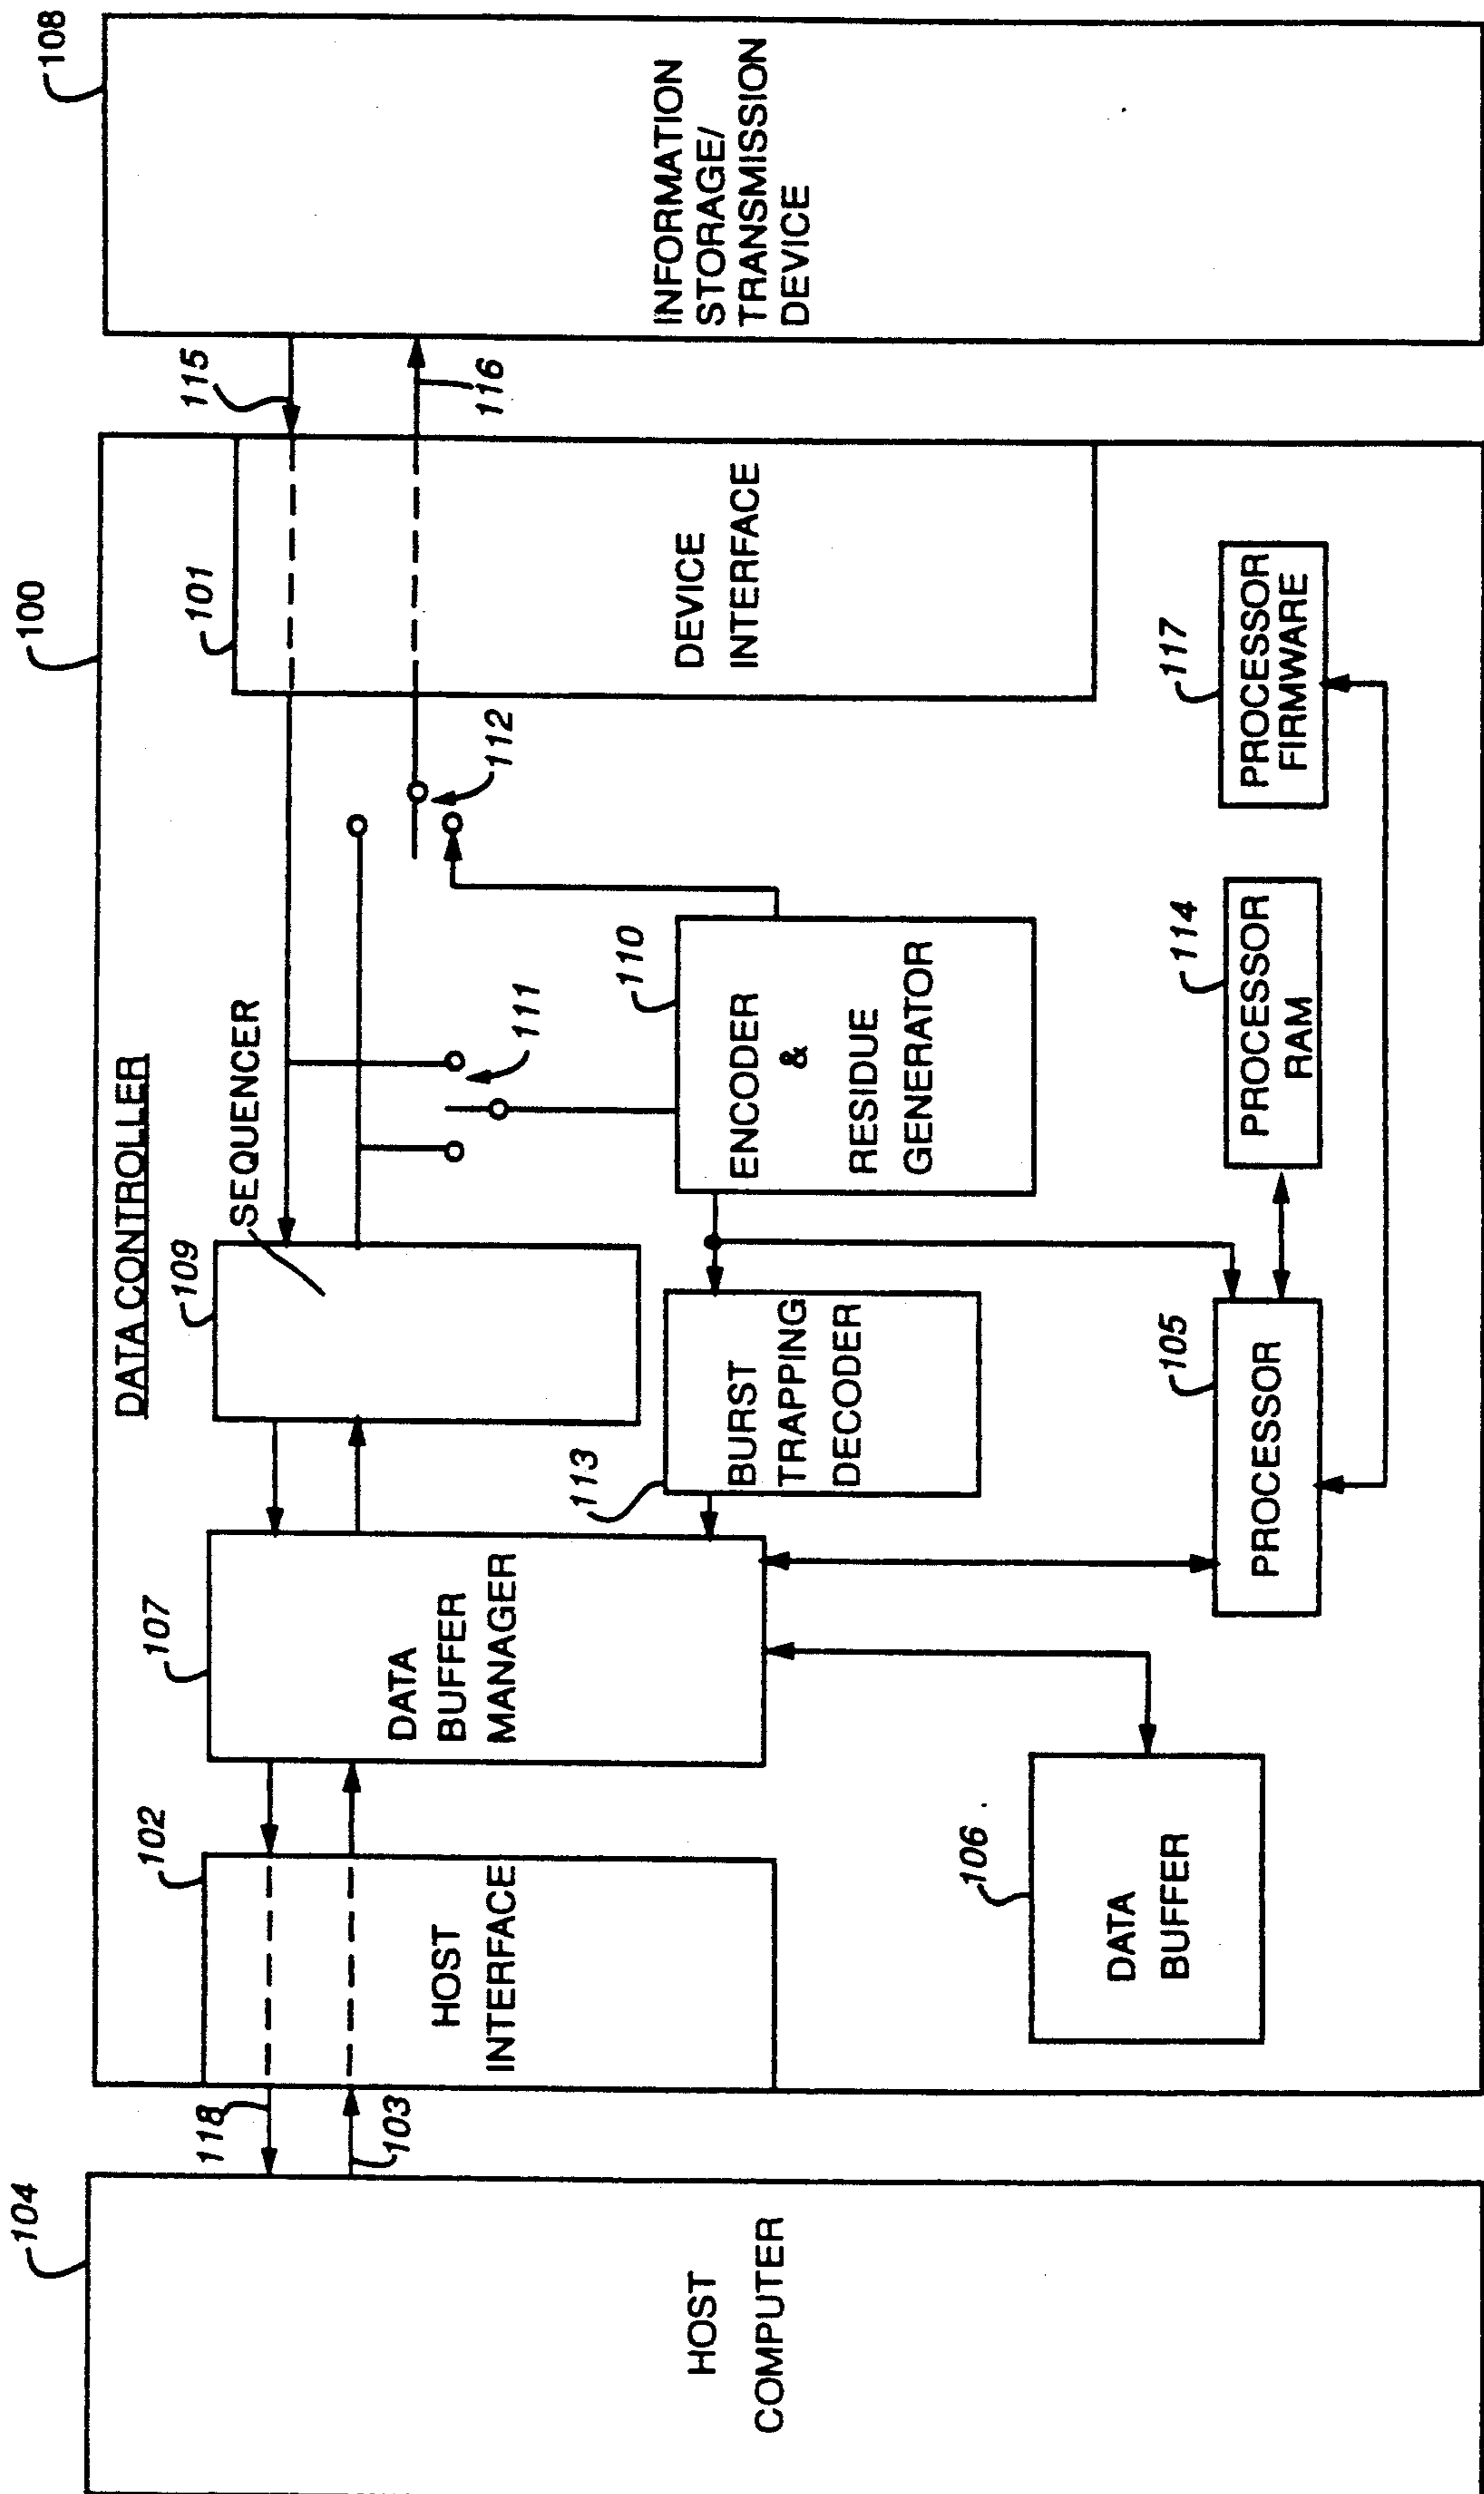 108
INFORMATION
STORAGE/
TRANSMISSION
DEVICE
115
116
100
DATA CONTROLLER
101
DEVICE
INTERFACE
112
111
SEQUENCER
109
110
ENCODER
&
RESIDUE
GENERATOR
117
PROCESSOR
FIRMWARE
114
PROCESSOR
RAM
113
BURST
TRAPPING
DECODER
105
PROCESSOR
107
DATA
BUFFER
MANAGER
102
HOST
INTERFACE
106
DATA
BUFFER
118
103
104
HOST
COMPUTER